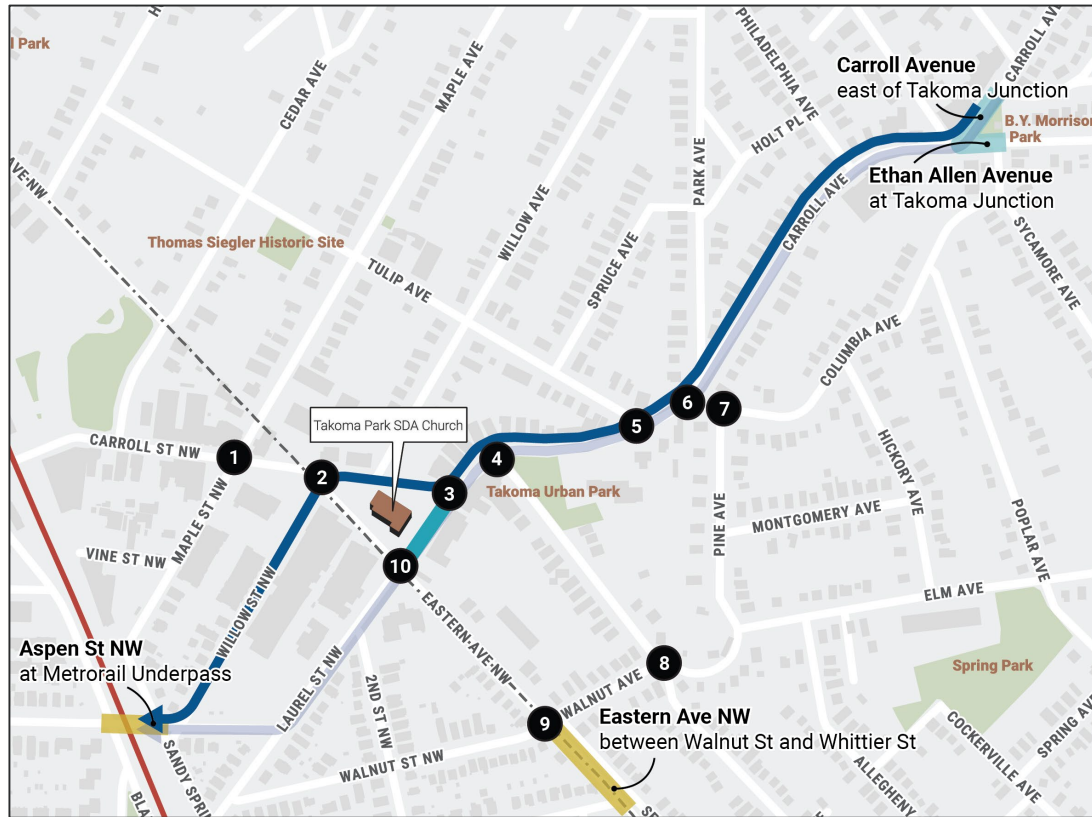 l Park
H
CEDAR AVE
MAPLE AVE
PHILADELPHIA AVE
CARROLL AVE
Carroll Avenue
east of Takoma Junction
B.Y. Morrison
Park
HOLT PL
PARK AVE
AVE NW
Ethan Allen Avenue
at Takoma Junction
WILLOW AVE
CARROLL AVE
SYCAMORE AVE
Thomas Siegler Historic Site
TULIP AVE
SPRUCE AVE
COLUMBIA AVE
6
7
5
Takoma Park SDA Church
CARROLL ST NW
1
4
2
3
Takoma Urban Park
HICKORY AVE
MAPLE ST NW
PINE AVE
MONTGOMERY AVE
POPLAR AVE
VINE ST NW
10
EASTERN AVE NW
ELM AVE
WILLOW ST NW
Aspen St NW
at Metrorail Underpass
LAUREL ST NW
2ND ST NW
8
Spring Park
WALNUT AVE
9
Eastern Ave NW
between Walnut St and Whittier St
WALNUT ST NW
SANDY SPRI
COCKERVILLE AVE
SPRING AV
ALLEGHENY
BLA